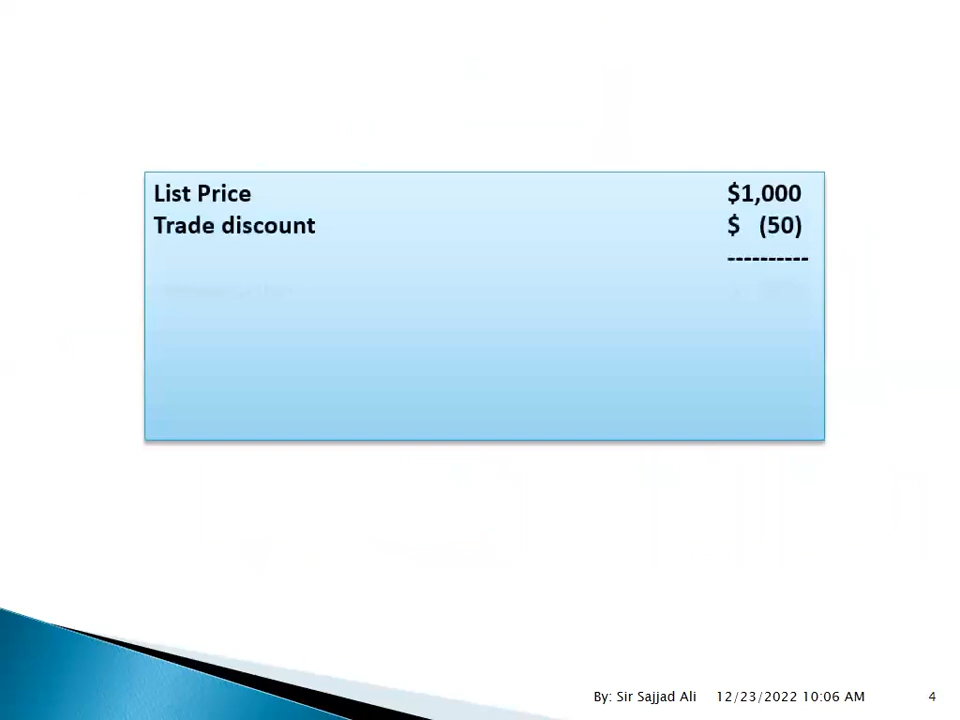 List Price $1,000
Trade discount $ (50)
----------
By: Sir Sajjad Ali 12/23/2022 10:06 AM 4